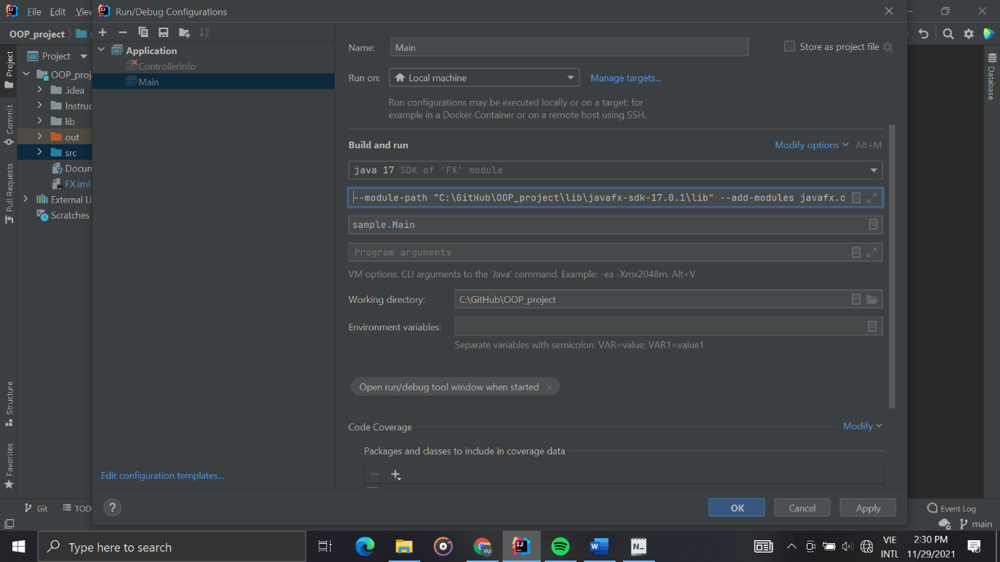 File Edit View
Run/Debug Configurations
OOP_project
Application
ControllerInfo
Main
Project
OOP_proj
.idea
Instruc
lib
out
src
Docum
FX.iml
External Li
Scratches
Project
Commit
Pull Requests
Structure
Favorites
Name:
Main
Store as project file
Run on:
Local machine
Manage targets...
Run configurations may be executed locally or on a target: for
example in a Docker Container or on a remote host using SSH.
Build and run
Modify options
Alt+M
java 17 SDK of 'FX' module
--module-path "C:\GitHub\OOP_project\lib\javafx-sdk-17.0.1\lib" --add-modules javafx.c
sample.Main
Program arguments
VM options. CLI arguments to the 'Java' command. Example: -ea -Xmx2048m. Alt+V
Working directory:
C:\GitHub\OOP_project
Environment variables:
Separate variables with semicolon: VAR=value; VAR1=value1
Open run/debug tool window when started
Code Coverage
Modify
Packages and classes to include in coverage data
Edit configuration templates...
?
OK
Cancel
Apply
Database
Git
TOD
Event Log
main
Type here to search
VIE
INTL
2:30 PM
11/29/2021